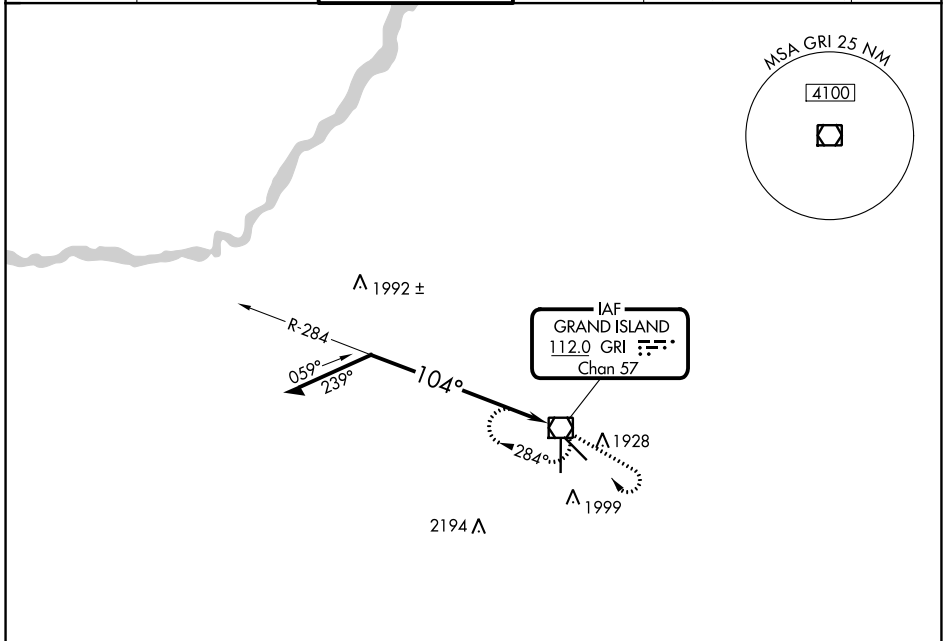 MSA GRI 25 NM
4100
1992 ±
R-284
059°
239°
104°
IAF
GRAND ISLAND
112.0 GRI
Chan 57
284°
1928
1999
2194